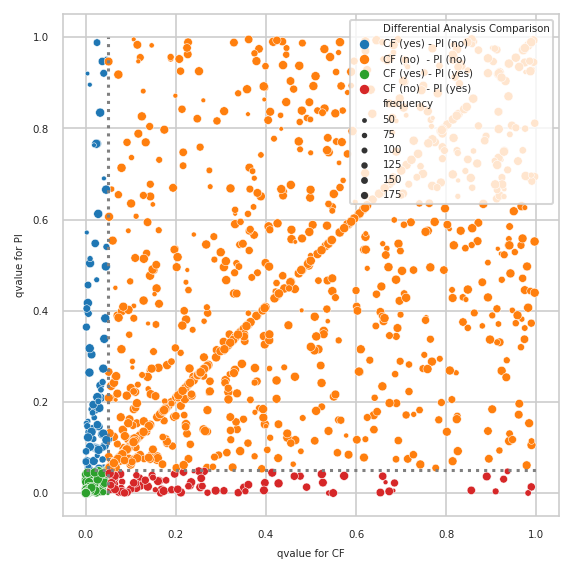 Differential Analysis Comparison
CF (yes) - PI (no)
CF (no)  - PI (no)
CF (yes) - PI (yes)
CF (no)  - PI (yes)
frequency
50
75
100
125
150
175
1.0
0.8
0.6
0.4
0.2
0.0
qvalue for PI
0.0
0.2
0.4
0.6
0.8
1.0
qvalue for CF